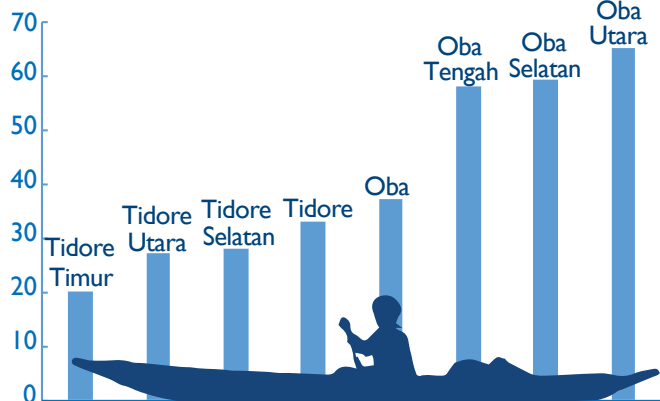 70
60
50
40
30
20
10
0
Tidore
Timur
Tidore
Utara
Tidore
Selatan
Tidore
Oba
Oba
Tengah
Oba
Selatan
Oba
Utara